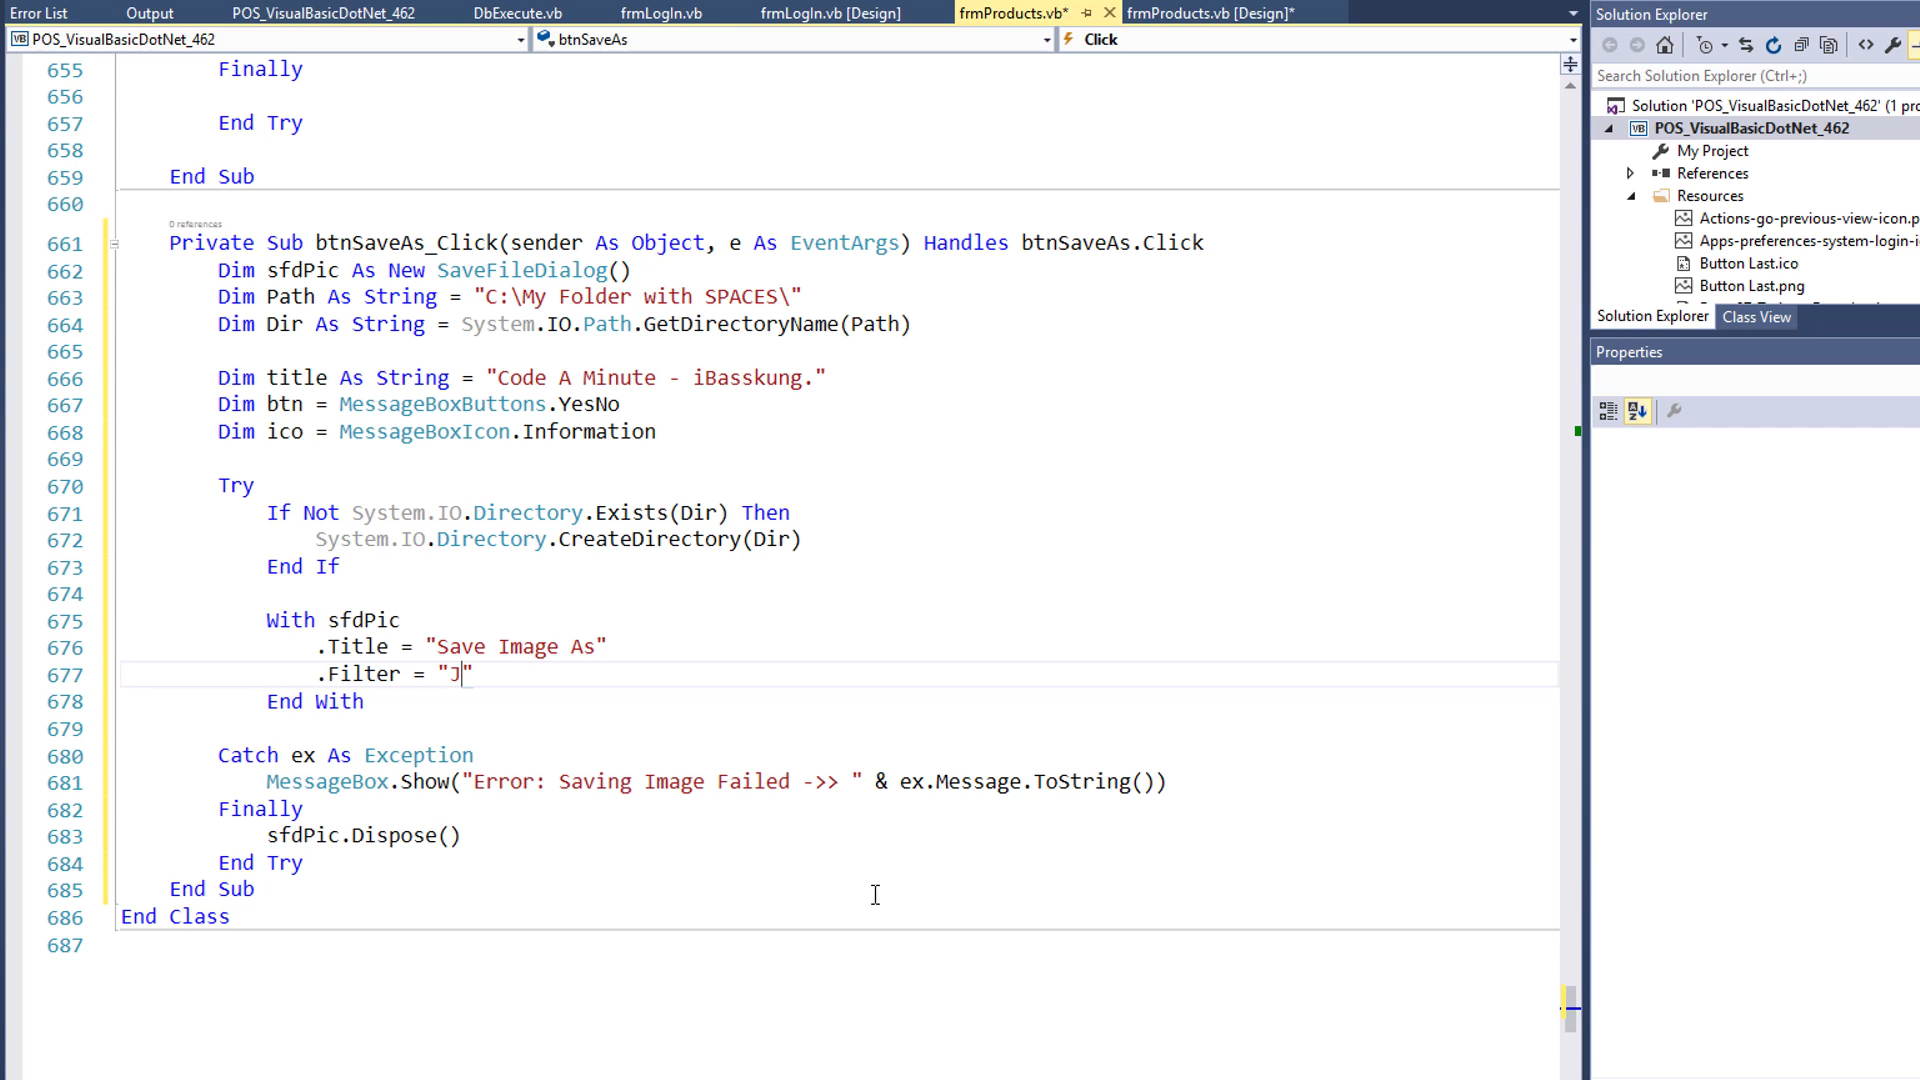 Error List Output POS_VisualBasicDotNet_462 DbExecute.vb frmLogIn.vb frmLogIn.vb [Design] frmProducts.vb* frmProducts.vb [Design]*
POS_VisualBasicDotNet_462 btnSaveAs Click
655 Finally
656
657 End Try
658
659 End Sub
660
0 references
661 Private Sub btnSaveAs_Click(sender As Object, e As EventArgs) Handles btnSaveAs.Click
662 Dim sfdPic As New SaveFileDialog()
663 Dim Path As String = "C:\My Folder with SPACES\"
664 Dim Dir As String = System.IO.Path.GetDirectoryName(Path)
665
666 Dim title As String = "Code A Minute - iBasskung."
667 Dim btn = MessageBoxButtons.YesNo
668 Dim ico = MessageBoxIcon.Information
669
670 Try
671 If Not System.IO.Directory.Exists(Dir) Then
672 System.IO.Directory.CreateDirectory(Dir)
673 End If
674
675 With sfdPic
676 .Title = "Save Image As"
677 .Filter = "J"
678 End With
679
680 Catch ex As Exception
681 MessageBox.Show("Error: Saving Image Failed ->> " & ex.Message.ToString())
682 Finally
683 sfdPic.Dispose()
684 End Try
685 End Sub
686 End Class
687
Solution Explorer
Search Solution Explorer (Ctrl+;)
Solution 'POS_VisualBasicDotNet_462' (1 pro
POS_VisualBasicDotNet_462
My Project
References
Resources
Actions-go-previous-view-icon.p
Apps-preferences-system-login-i
Button Last.ico
Button Last.png
Solution Explorer Class View
Properties